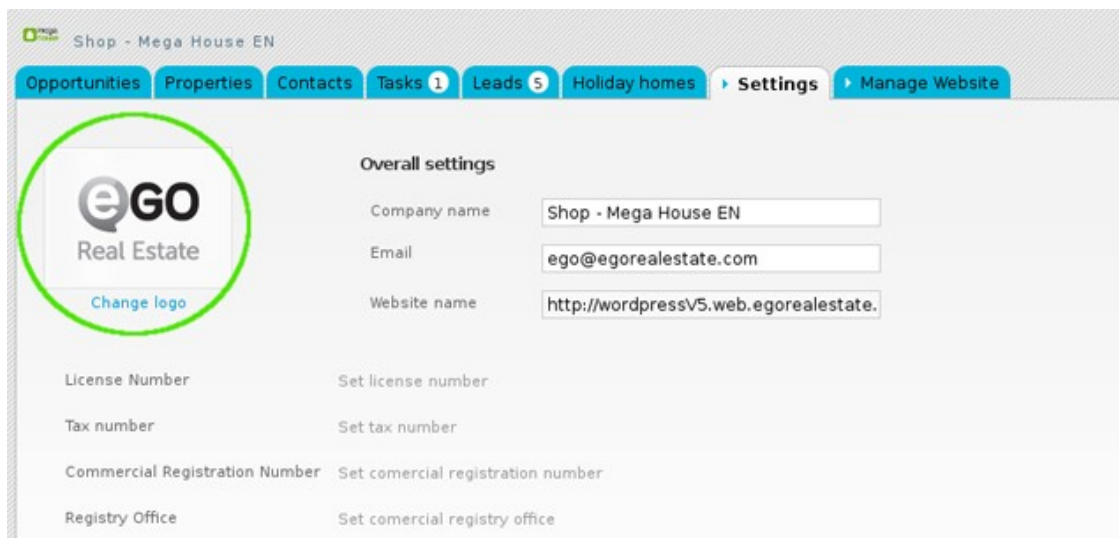 mega
house
Shop - Mega House EN
Opportunities Properties Contacts Tasks 1 Leads 5 Holiday homes Settings Manage Website
eGO
Real Estate
Change logo
Overall settings
Company name Shop - Mega House EN
Email ego@egorealestate.com
Website name http://wordpressV5.web.egorealestate.
License Number Set license number
Tax number Set tax number
Commercial Registration Number Set comercial registration number
Registry Office Set comercial registry office